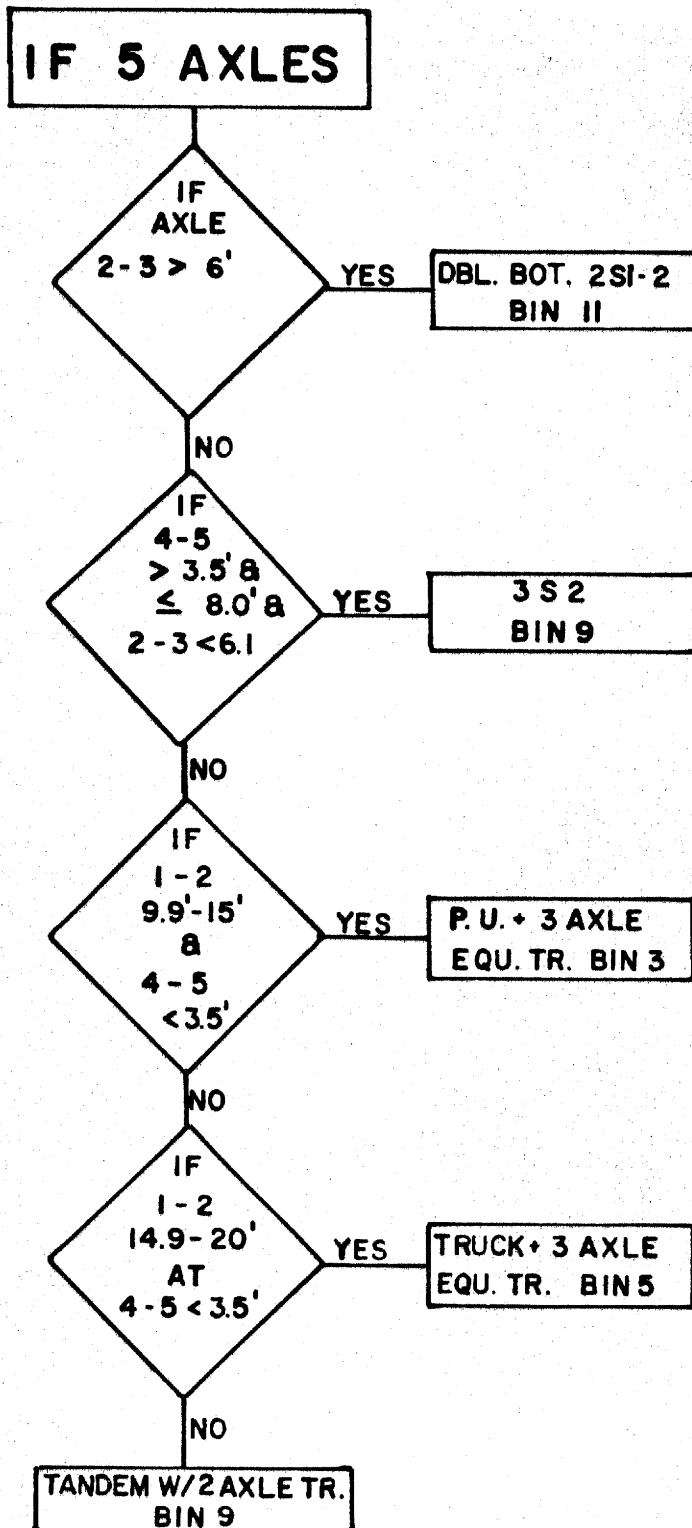 IF 5 AXLES
IF
AXLE
2-3 > 6'
YES
DBL. BOT. 2S1-2
BIN 11
NO
IF
4-5
> 3.5' &
≤ 8.0' &
2-3 <6.1
YES
3 S 2
BIN 9
NO
IF
1-2
9.9'-15'
&
4-5
<3.5'
YES
P. U. + 3 AXLE
EQU. TR. BIN 3
NO
IF
1-2
14.9-20'
AT
4-5 < 3.5'
YES
TRUCK + 3 AXLE
EQU. TR. BIN 5
NO
TANDEM W/2 AXLE TR.
BIN 9